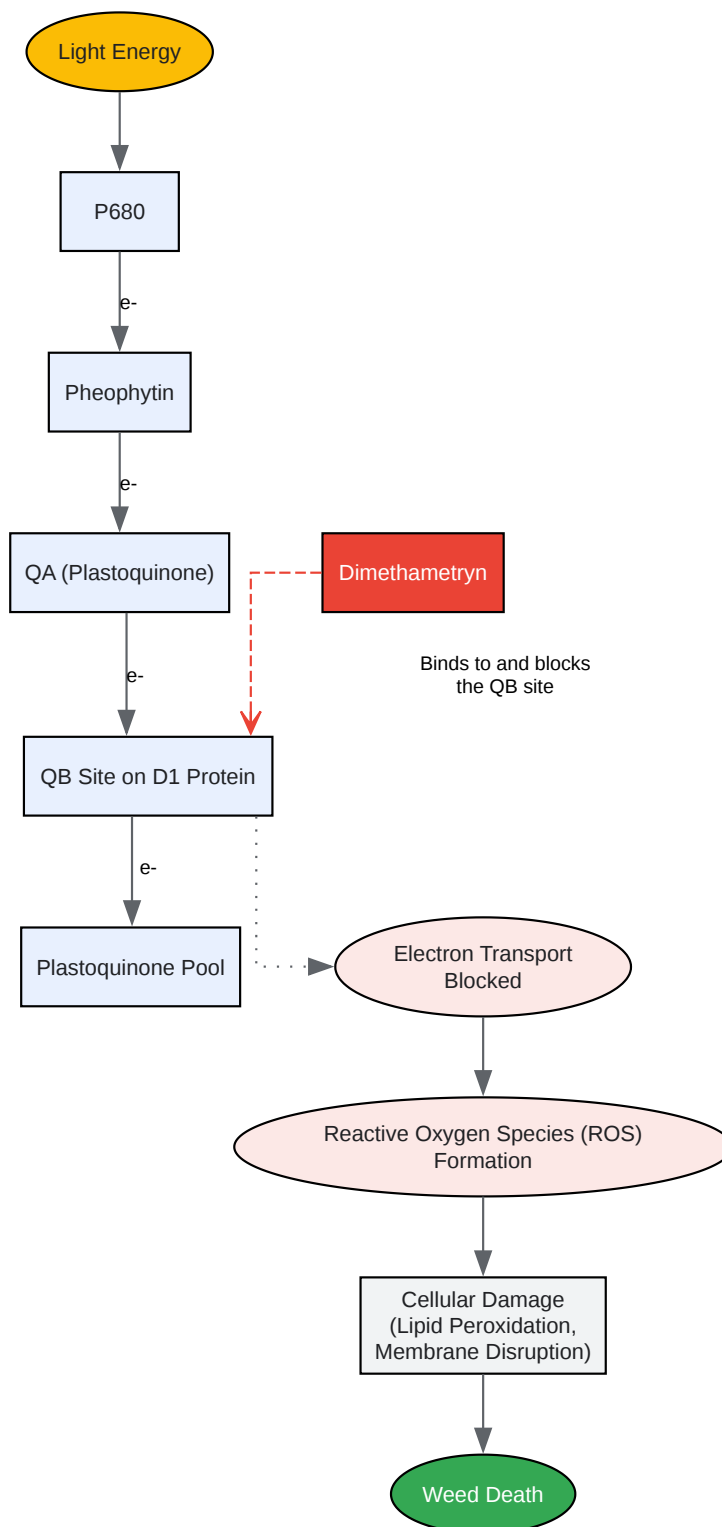 Light Energy
P680
e-
Pheophytin
e-
QA (Plastoquinone)
Dimethametryn
Binds to and blocks
the QB site
e-
QB Site on D1 Protein
e-
Plastoquinone Pool
Electron Transport
Blocked
Reactive Oxygen Species (ROS)
Formation
Cellular Damage
(Lipid Peroxidation,
Membrane Disruption)
Weed Death